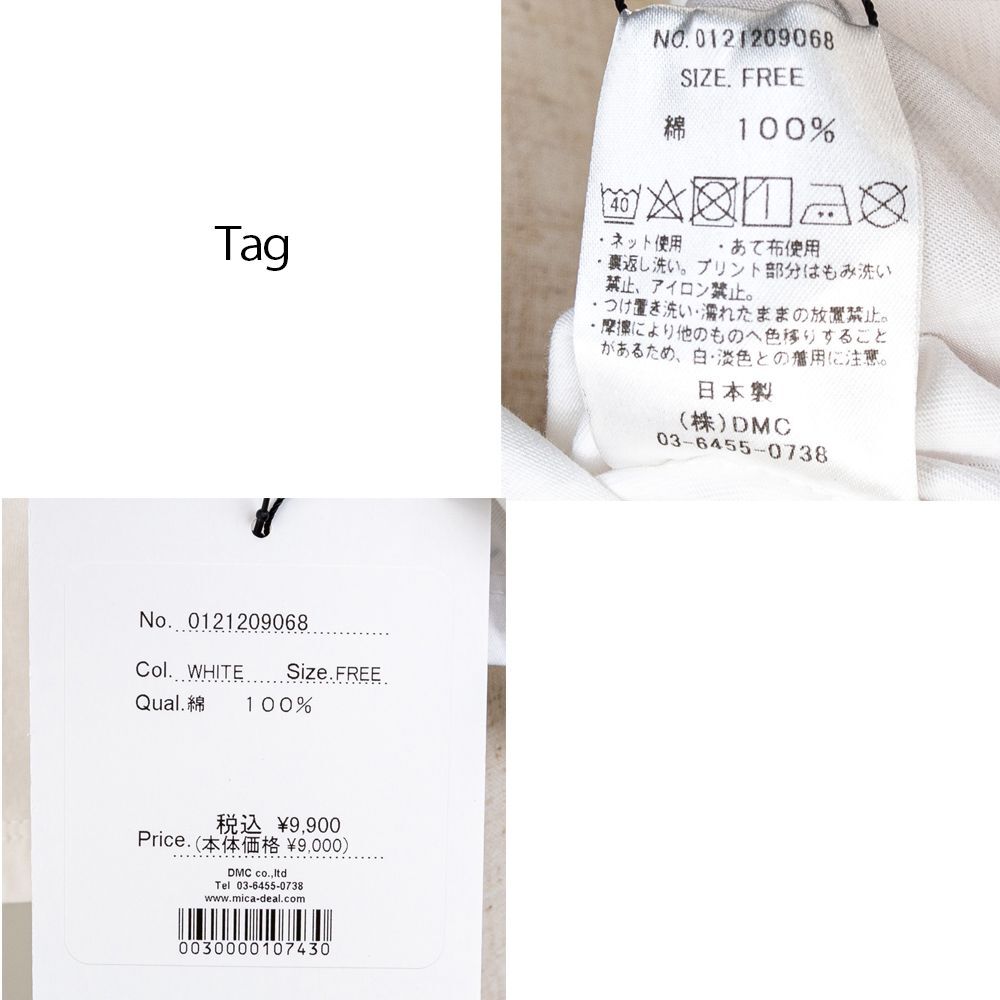 Tag
NO. 0121209068
SIZE. FREE
綿 100%
40
・ネット使用 ・あて布使用
・裏返し洗い。プリント部分はもみ洗い
禁止、アイロン禁止。
・つけ置き洗い・濡れたままの放置禁止。
・摩擦により他のものへ色移りすること
があるため、白・淡色との着用に注意。
日本製
(株)DMC
03-6455-0738
No. 0121209068
Col. WHITE Size.FREE
Qual.綿 100%
税込 ¥9,900
Price.(本体価格 ¥9,000)
DMC co.,ltd
Tel 03-6455-0738
www.mica-deal.com
0030000107430